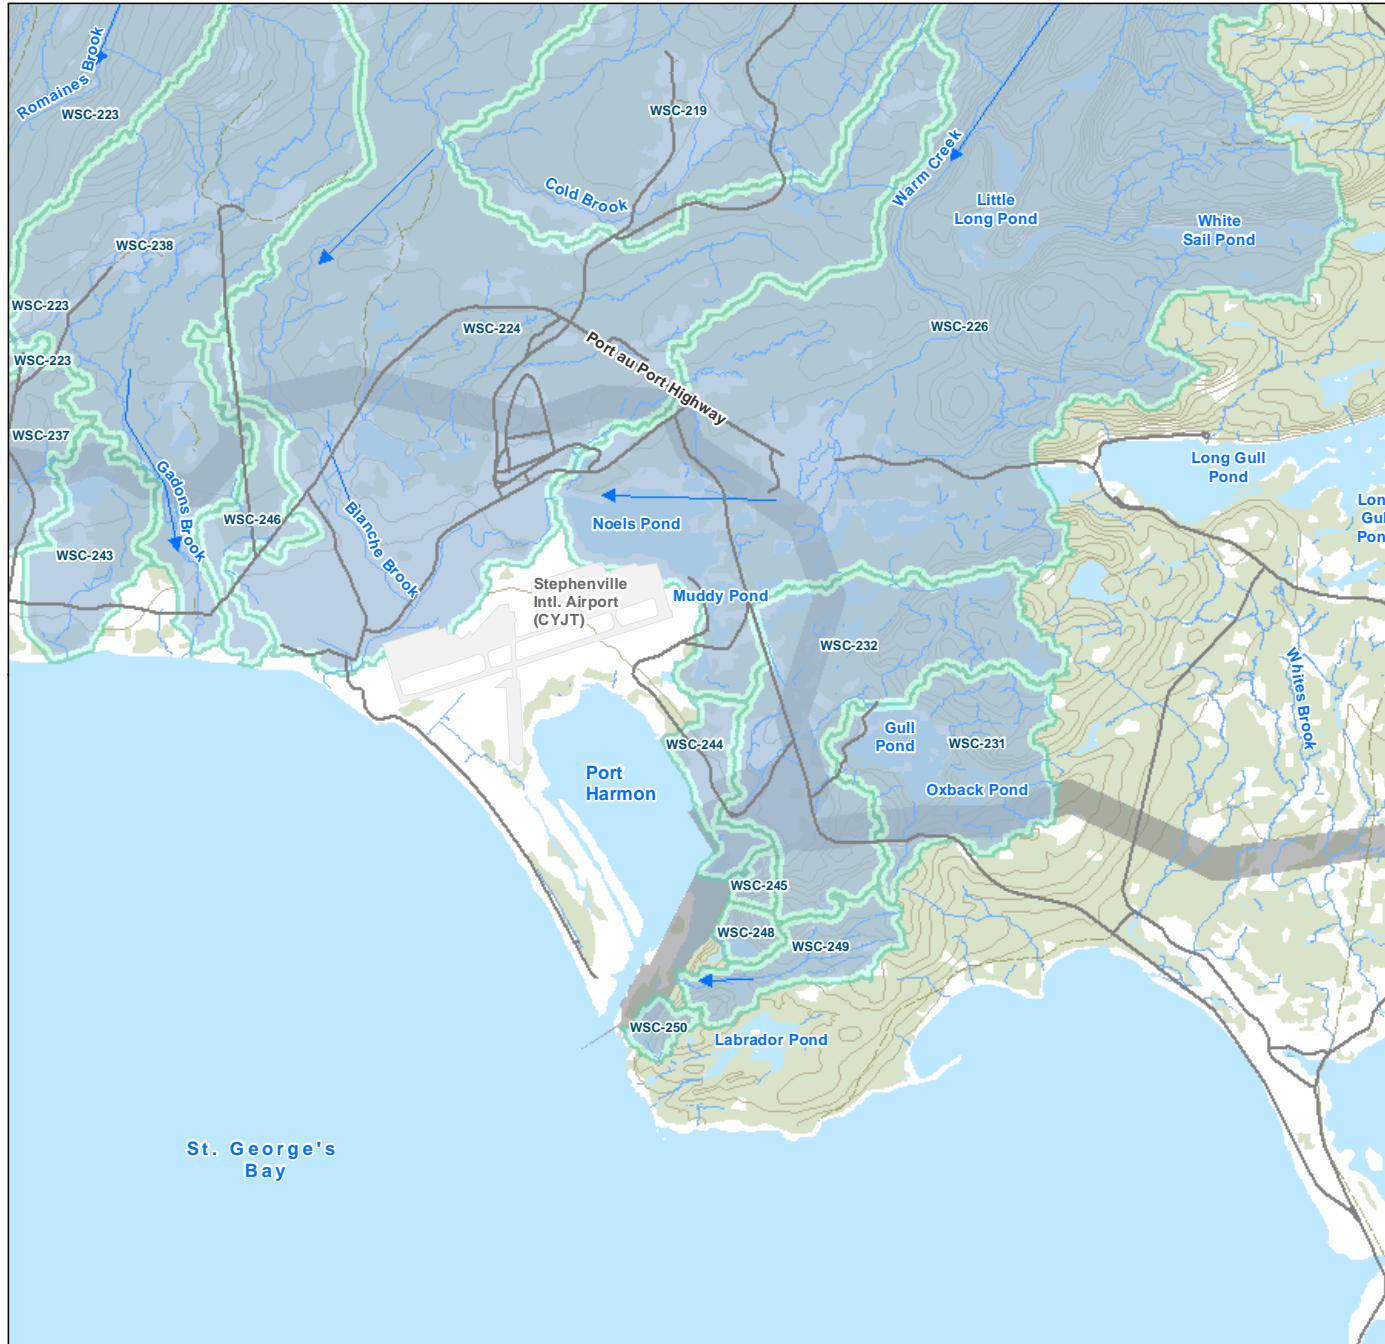 Romaines Brook
WSC-223
WSC-219
Cold Brook
Warm Creek
Little
Long Pond
White
Sail Pond
WSC-238
WSC-223
WSC-224
WSC-226
Port au Port Highway
WSC-223
WSC-237
Long Gull
Pond
Gadons Brook
Blanche Brook
WSC-246
Noels Pond
WSC-243
Stephenville
Intl. Airport
(CYJT)
Muddy Pond
WSC-232
Whites Brook
WSC-244
Gull
Pond
WSC-231
Port
Harmon
Oxback Pond
WSC-245
WSC-248
WSC-249
WSC-250
Labrador Pond
St. George's
Bay